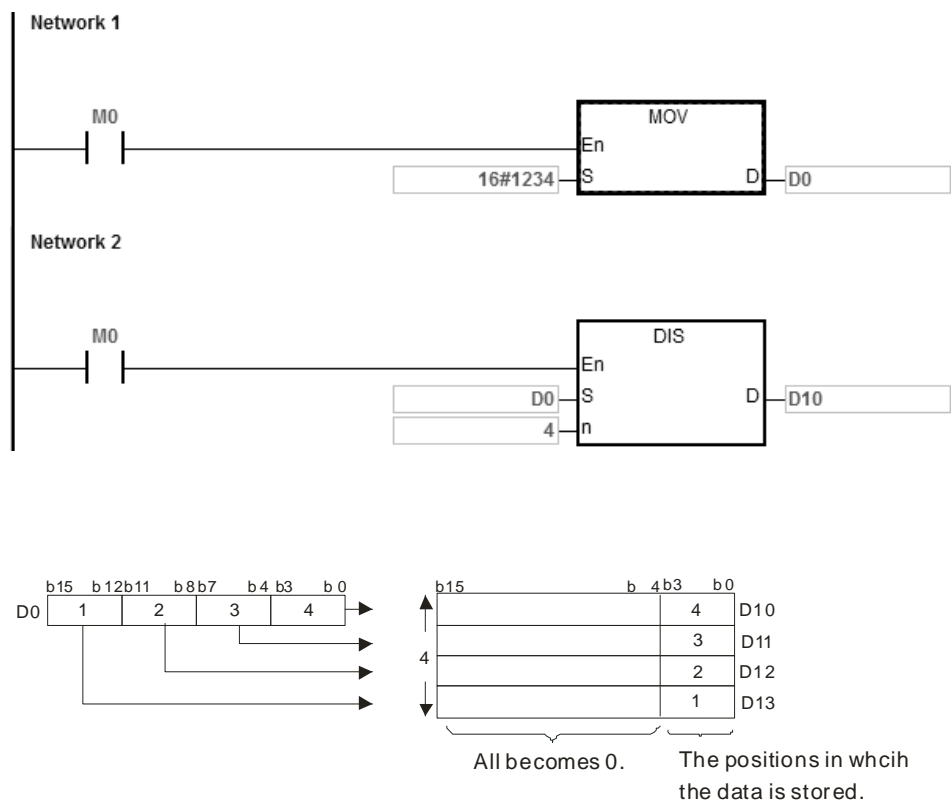 Network 1
M0
MOV
En
16#1234 S D D0
Network 2
M0
DIS
En
D0 S D D10
4 n
b15 b12 b11 b8 b7 b4 b3 b0
D0 1 2 3 4
b15 b 4 b3 b0
4 D10
3 D11
4
2 D12
1 D13
All becomes 0.
The positions in whcih
the data is stored.